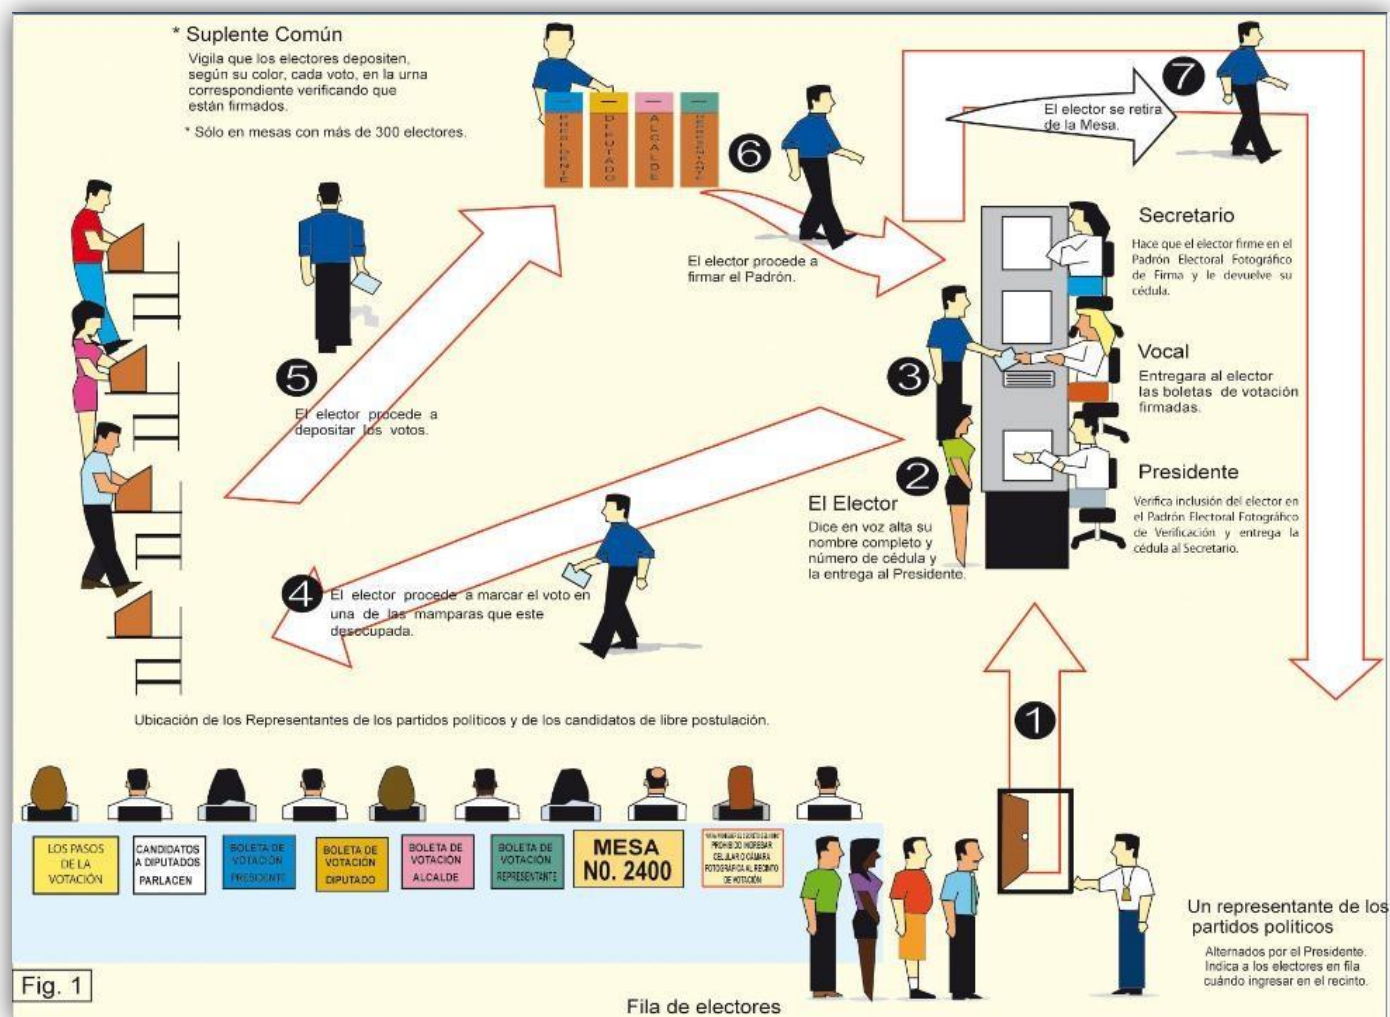 * Suplente Común
Vigila que los electores depositen,
según su color, cada voto, en la urna
correspondiente verificando que
están firmados.
* Sólo en mesas con más de 300 electores.
PRESIDENTE
DIPUTADO
ALCALDE
REPRESENTANTE
6
El elector procede a
firmar el Padrón.
7
El elector se retira
de la Mesa.
Secretario
Hace que el elector firme en el
Padrón Electoral Fotográfico
de Firma y le devuelve su
cédula.
Vocal
Entregara al elector
las boletas de votación
firmadas.
Presidente
Verifica inclusión del elector en
el Padrón Electoral Fotográfico
de Verificación y entrega la
cédula al Secretario.
5
El elector procede a
depositar los votos.
3
2
El Elector
Dice en voz alta su
nombre completo y
número de cédula y
la entrega al Presidente.
4
El elector procede a marcar el voto en
una de las mamparas que este
desocupada.
1
Ubicación de los Representantes de los partidos políticos y de los candidatos de libre postulación.
LOS PASOS
DE LA
VOTACIÓN
CANDIDATOS
A DIPUTADOS
PARLACEN
BOLETA DE
VOTACIÓN
PRESIDENTE
BOLETA DE
VOTACIÓN
DIPUTADO
BOLETA DE
VOTACIÓN
ALCALDE
BOLETA DE
VOTACIÓN
REPRESENTANTE
MESA
NO. 2400
PROHIBIDO INGRESAR
CELULAR O CÁMARA
FOTOGRÁFICA AL RECINTO
DE VOTACIÓN
Un representante de los
partidos políticos
Alternados por el Presidente.
Indica a los electores en fila
cuándo ingresar en el recinto.
Fig. 1
Fila de electores